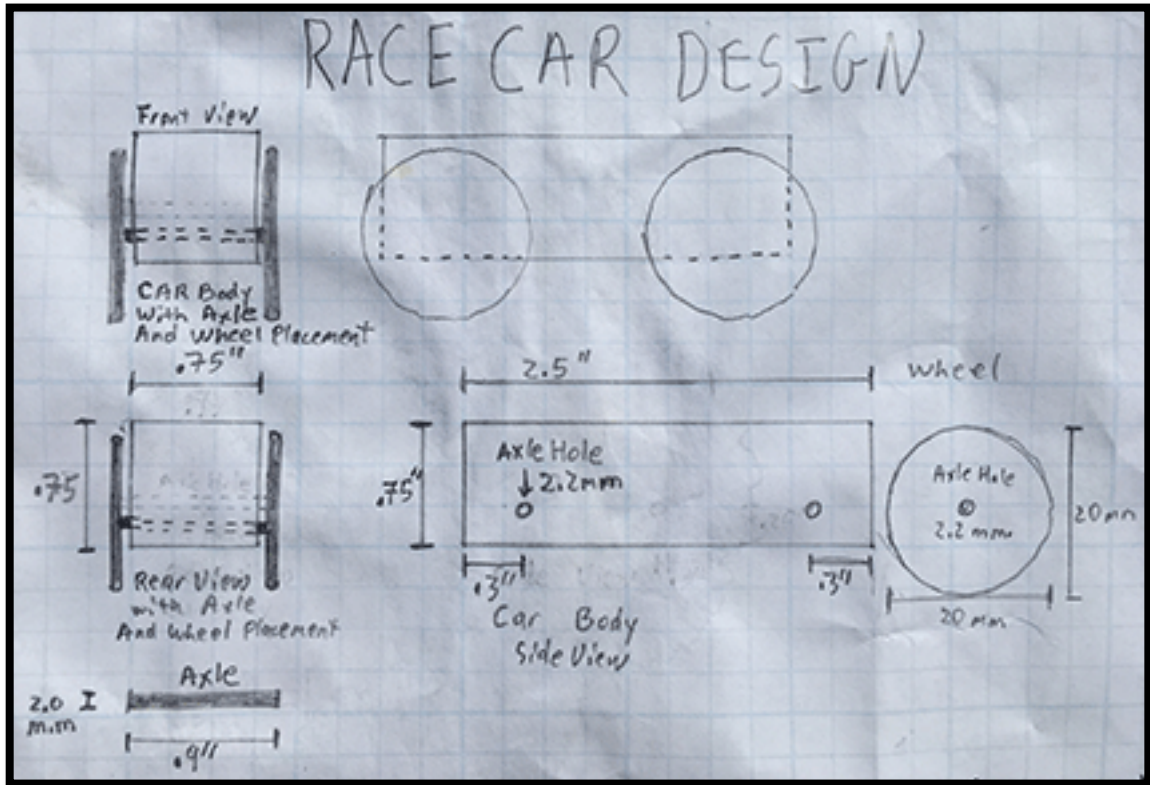 RACE CAR DESIGN
Front View
CAR Body
With Axle
And Wheel Placement
.75"
2.5"
Wheel
.75
.75"
Axle Hole
2.2mm
Axle Hole
2.2 mm
20mm
.3"
.3"
20 mm
Rear View
with Axle
And Wheel Placement
Car Body
Side View
Axle
2.0
m.m
.9"